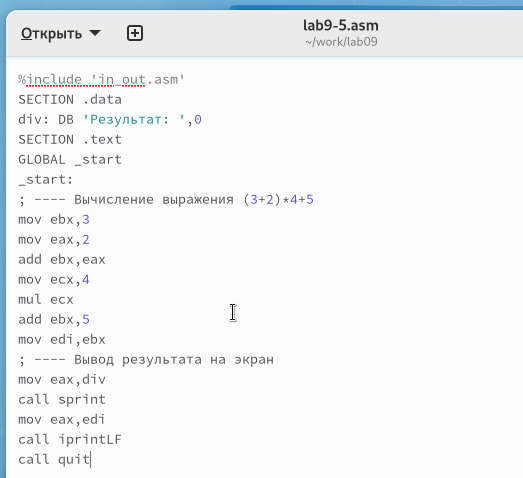 Открыть
lab9-5.asm
~/work/lab09
%include 'in_out.asm'
SECTION .data
div: DB 'Результат: ',0
SECTION .text
GLOBAL _start
_start:
; ---- Вычисление выражения (3+2)*4+5
mov ebx,3
mov eax,2
add ebx,eax
mov ecx,4
mul ecx
add ebx,5
mov edi,ebx
; ---- Вывод результата на экран
mov eax,div
call sprint
mov eax,edi
call iprintLF
call quit